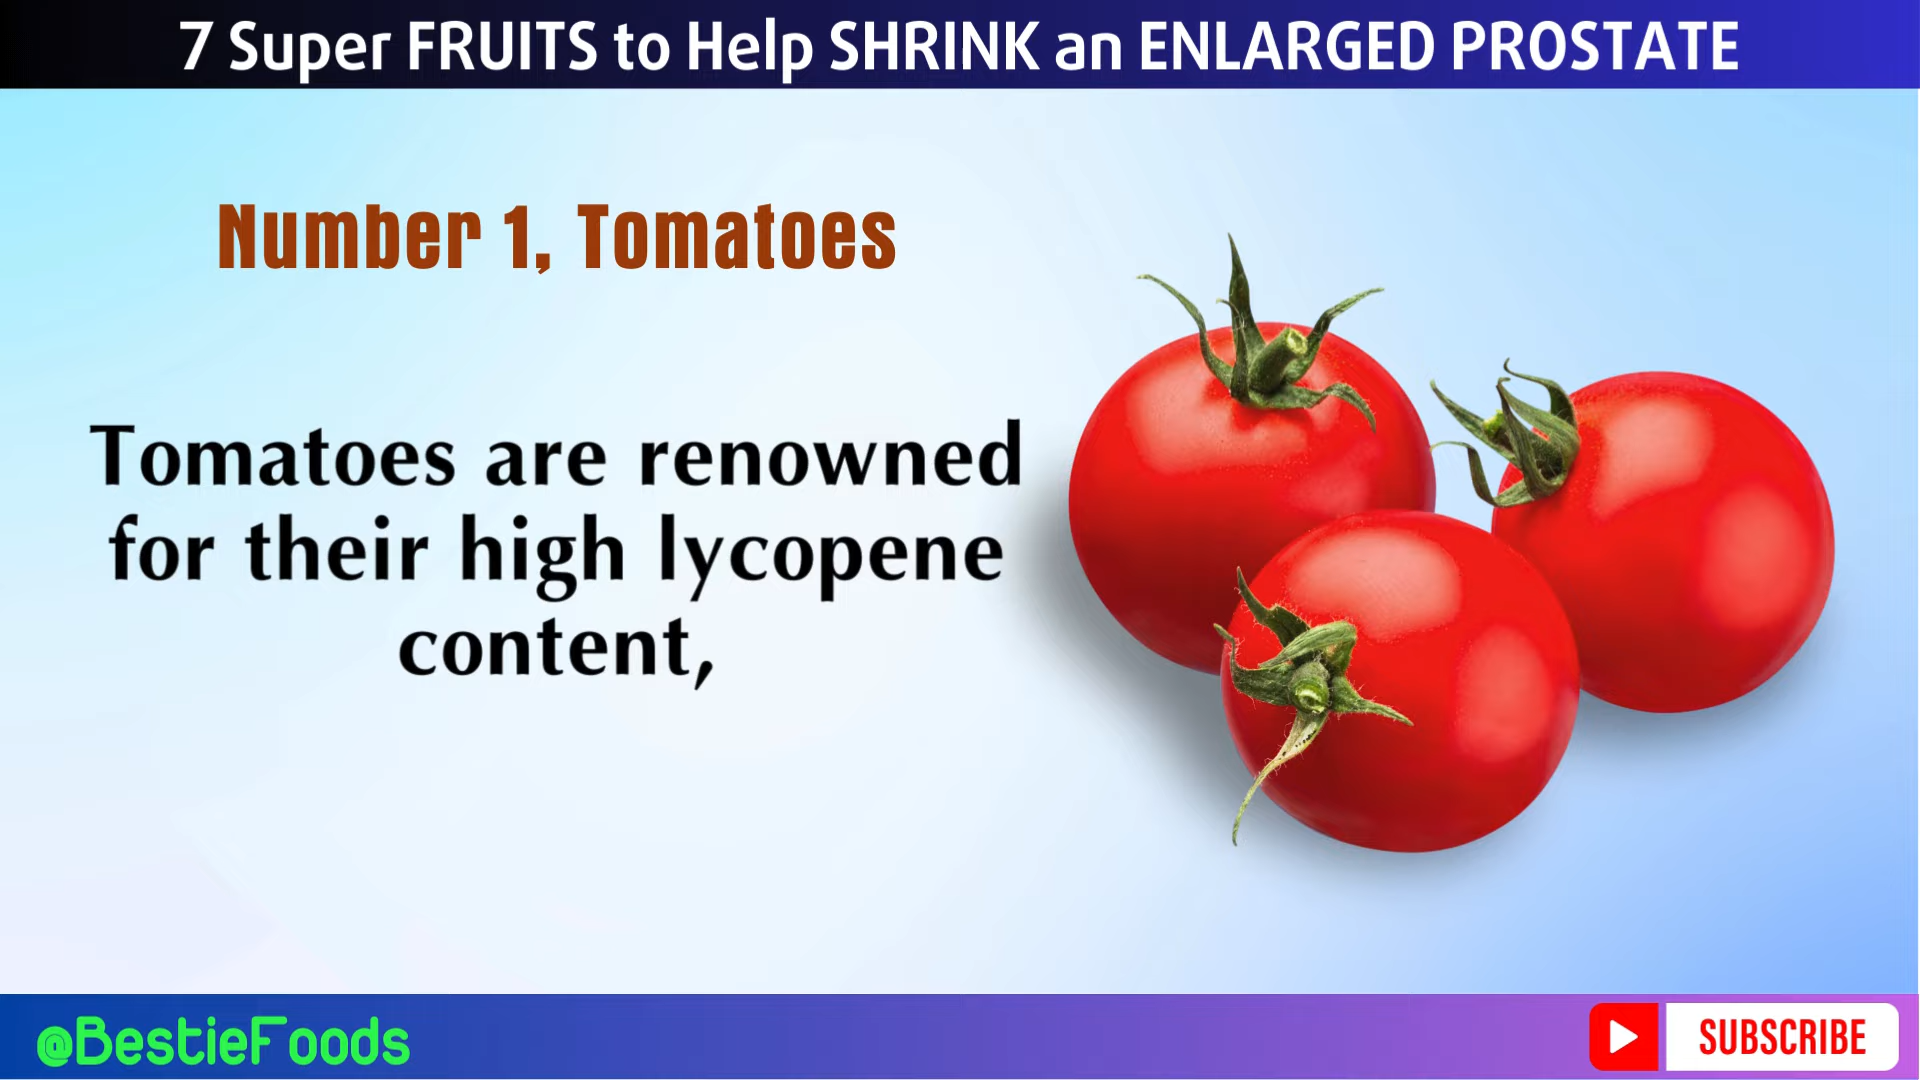 7 Super FRUITS to Help SHRINK an ENLARGED PROSTATE
Number 1, Tomatoes
Tomatoes are renowned
for their high lycopene
content,
@BestieFoods
SUBSCRIBE